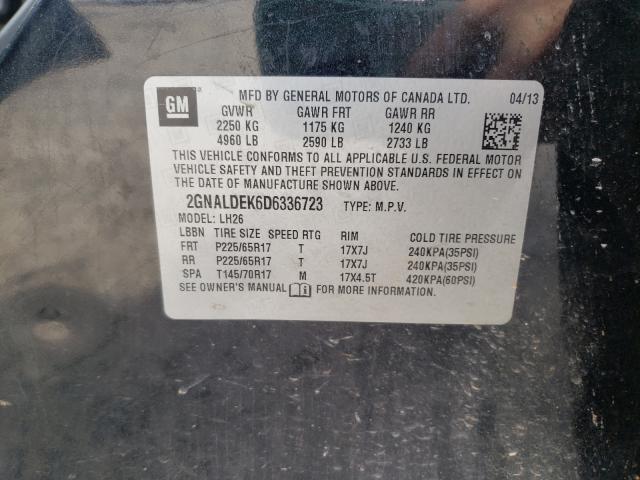 GM
MFD BY GENERAL MOTORS OF CANADA LTD. 04/13
GVWR GAWR FRT GAWR RR
2250 KG 1175 KG 1240 KG
4960 LB 2590 LB 2733 LB
THIS VEHICLE CONFORMS TO ALL APPLICABLE U.S. FEDERAL MOTOR
VEHICLE SAFETY AND THEFT PREVENTION STANDARDS IN EFFECT ON THE
DATE OF MANUFACTURE SHOWN ABOVE.
2GNALDEK6D6336723 TYPE: M.P.V.
MODEL: LH26
LBBN TIRE SIZE SPEED RTG RIM COLD TIRE PRESSURE
FRT P225/65R17 T 17X7J 240KPA(35PSI)
RR P225/65R17 T 17X7J 240KPA(35PSI)
SPA T145/70R17 M 17X4.5T 420KPA(60PSI)
SEE OWNER'S MANUAL FOR MORE INFORMATION.